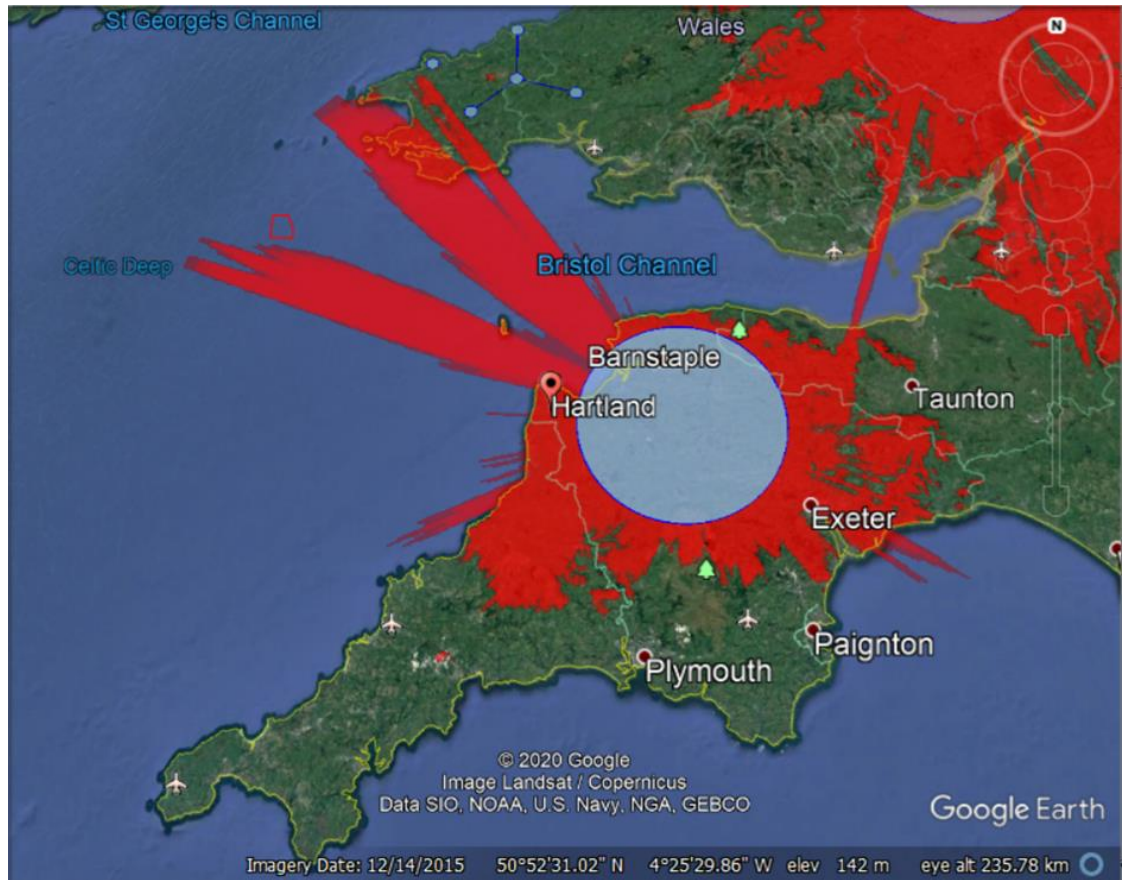 St George's Channel
Wales
N
Celtic Deep
Bristol Channel
Barnstaple
Hartland
Taunton
Exeter
Paignton
Plymouth
© 2020 Google
Image Landsat / Copernicus
Data SIO, NOAA, U.S. Navy, NGA, GEBCO
Google Earth
Imagery Date: 12/14/2015 50°52'31.02" N 4°25'29.86" W elev 142 m eye alt 235.78 km